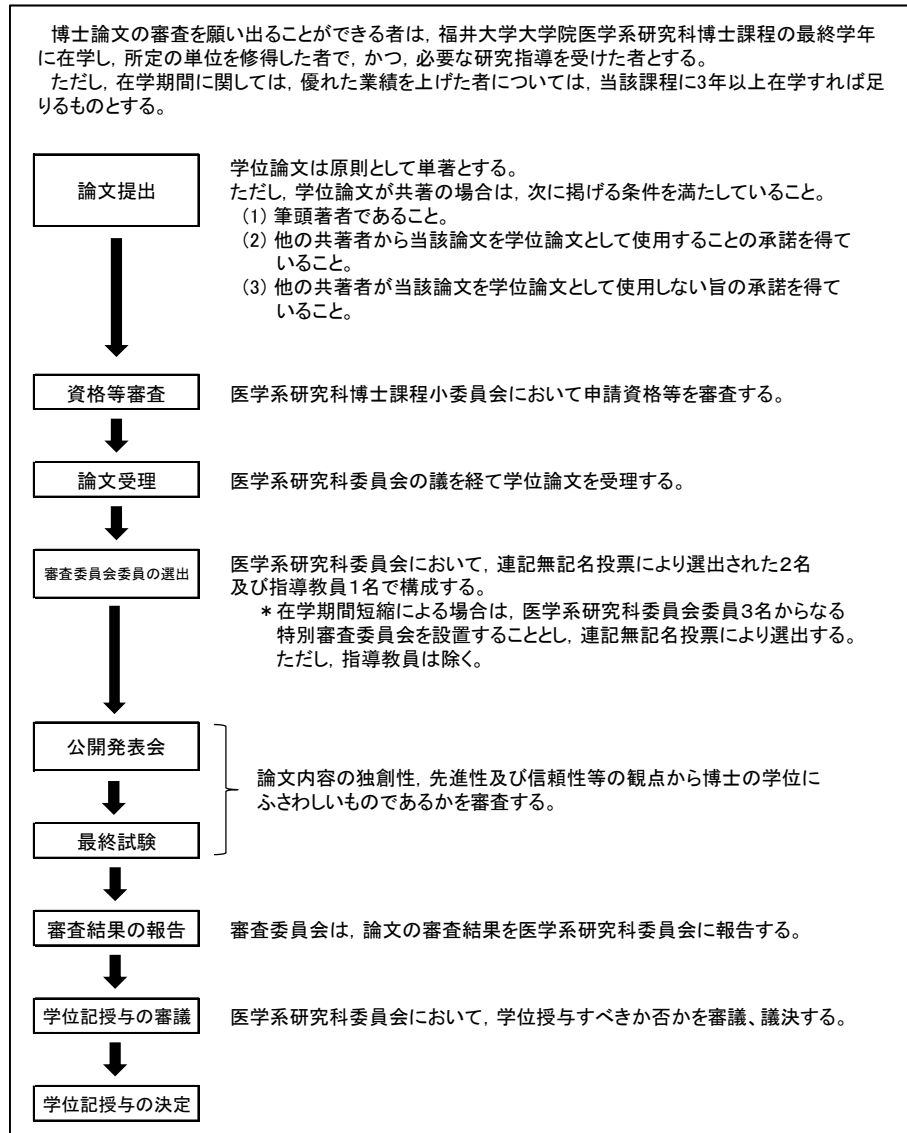 博士論文の審査を願い出ることができる者は，福井大学大学院医学系研究科博士課程の最終学年
に在学し，所定の単位を修得した者で，かつ，必要な研究指導を受けた者とする。
ただし，在学期間に関しては，優れた業績を上げた者については，当該課程に3年以上在学すれば足
りるものとする。
論文提出
学位論文は原則として単著とする。
ただし，学位論文が共著の場合は，次に掲げる条件を満たしていること。
(1) 筆頭著者であること。
(2) 他の共著者から当該論文を学位論文として使用することの承諾を得て
いること。
(3) 他の共著者が当該論文を学位論文として使用しない旨の承諾を得て
いること。
資格等審査
医学系研究科博士課程小委員会において申請資格等を審査する。
論文受理
医学系研究科委員会の議を経て学位論文を受理する。
審査委員会委員の選出
医学系研究科委員会において，連記無記名投票により選出された２名
及び指導教員１名で構成する。
＊在学期間短縮による場合は，医学系研究科委員会委員３名からなる
特別審査委員会を設置することとし，連記無記名投票により選出する。
ただし，指導教員は除く。
公開発表会
論文内容の独創性，先進性及び信頼性等の観点から博士の学位に
ふさわしいものであるかを審査する。
最終試験
審査結果の報告
審査委員会は，論文の審査結果を医学系研究科委員会に報告する。
学位記授与の審議
医学系研究科委員会において，学位授与すべきか否かを審議、議決する。
学位記授与の決定